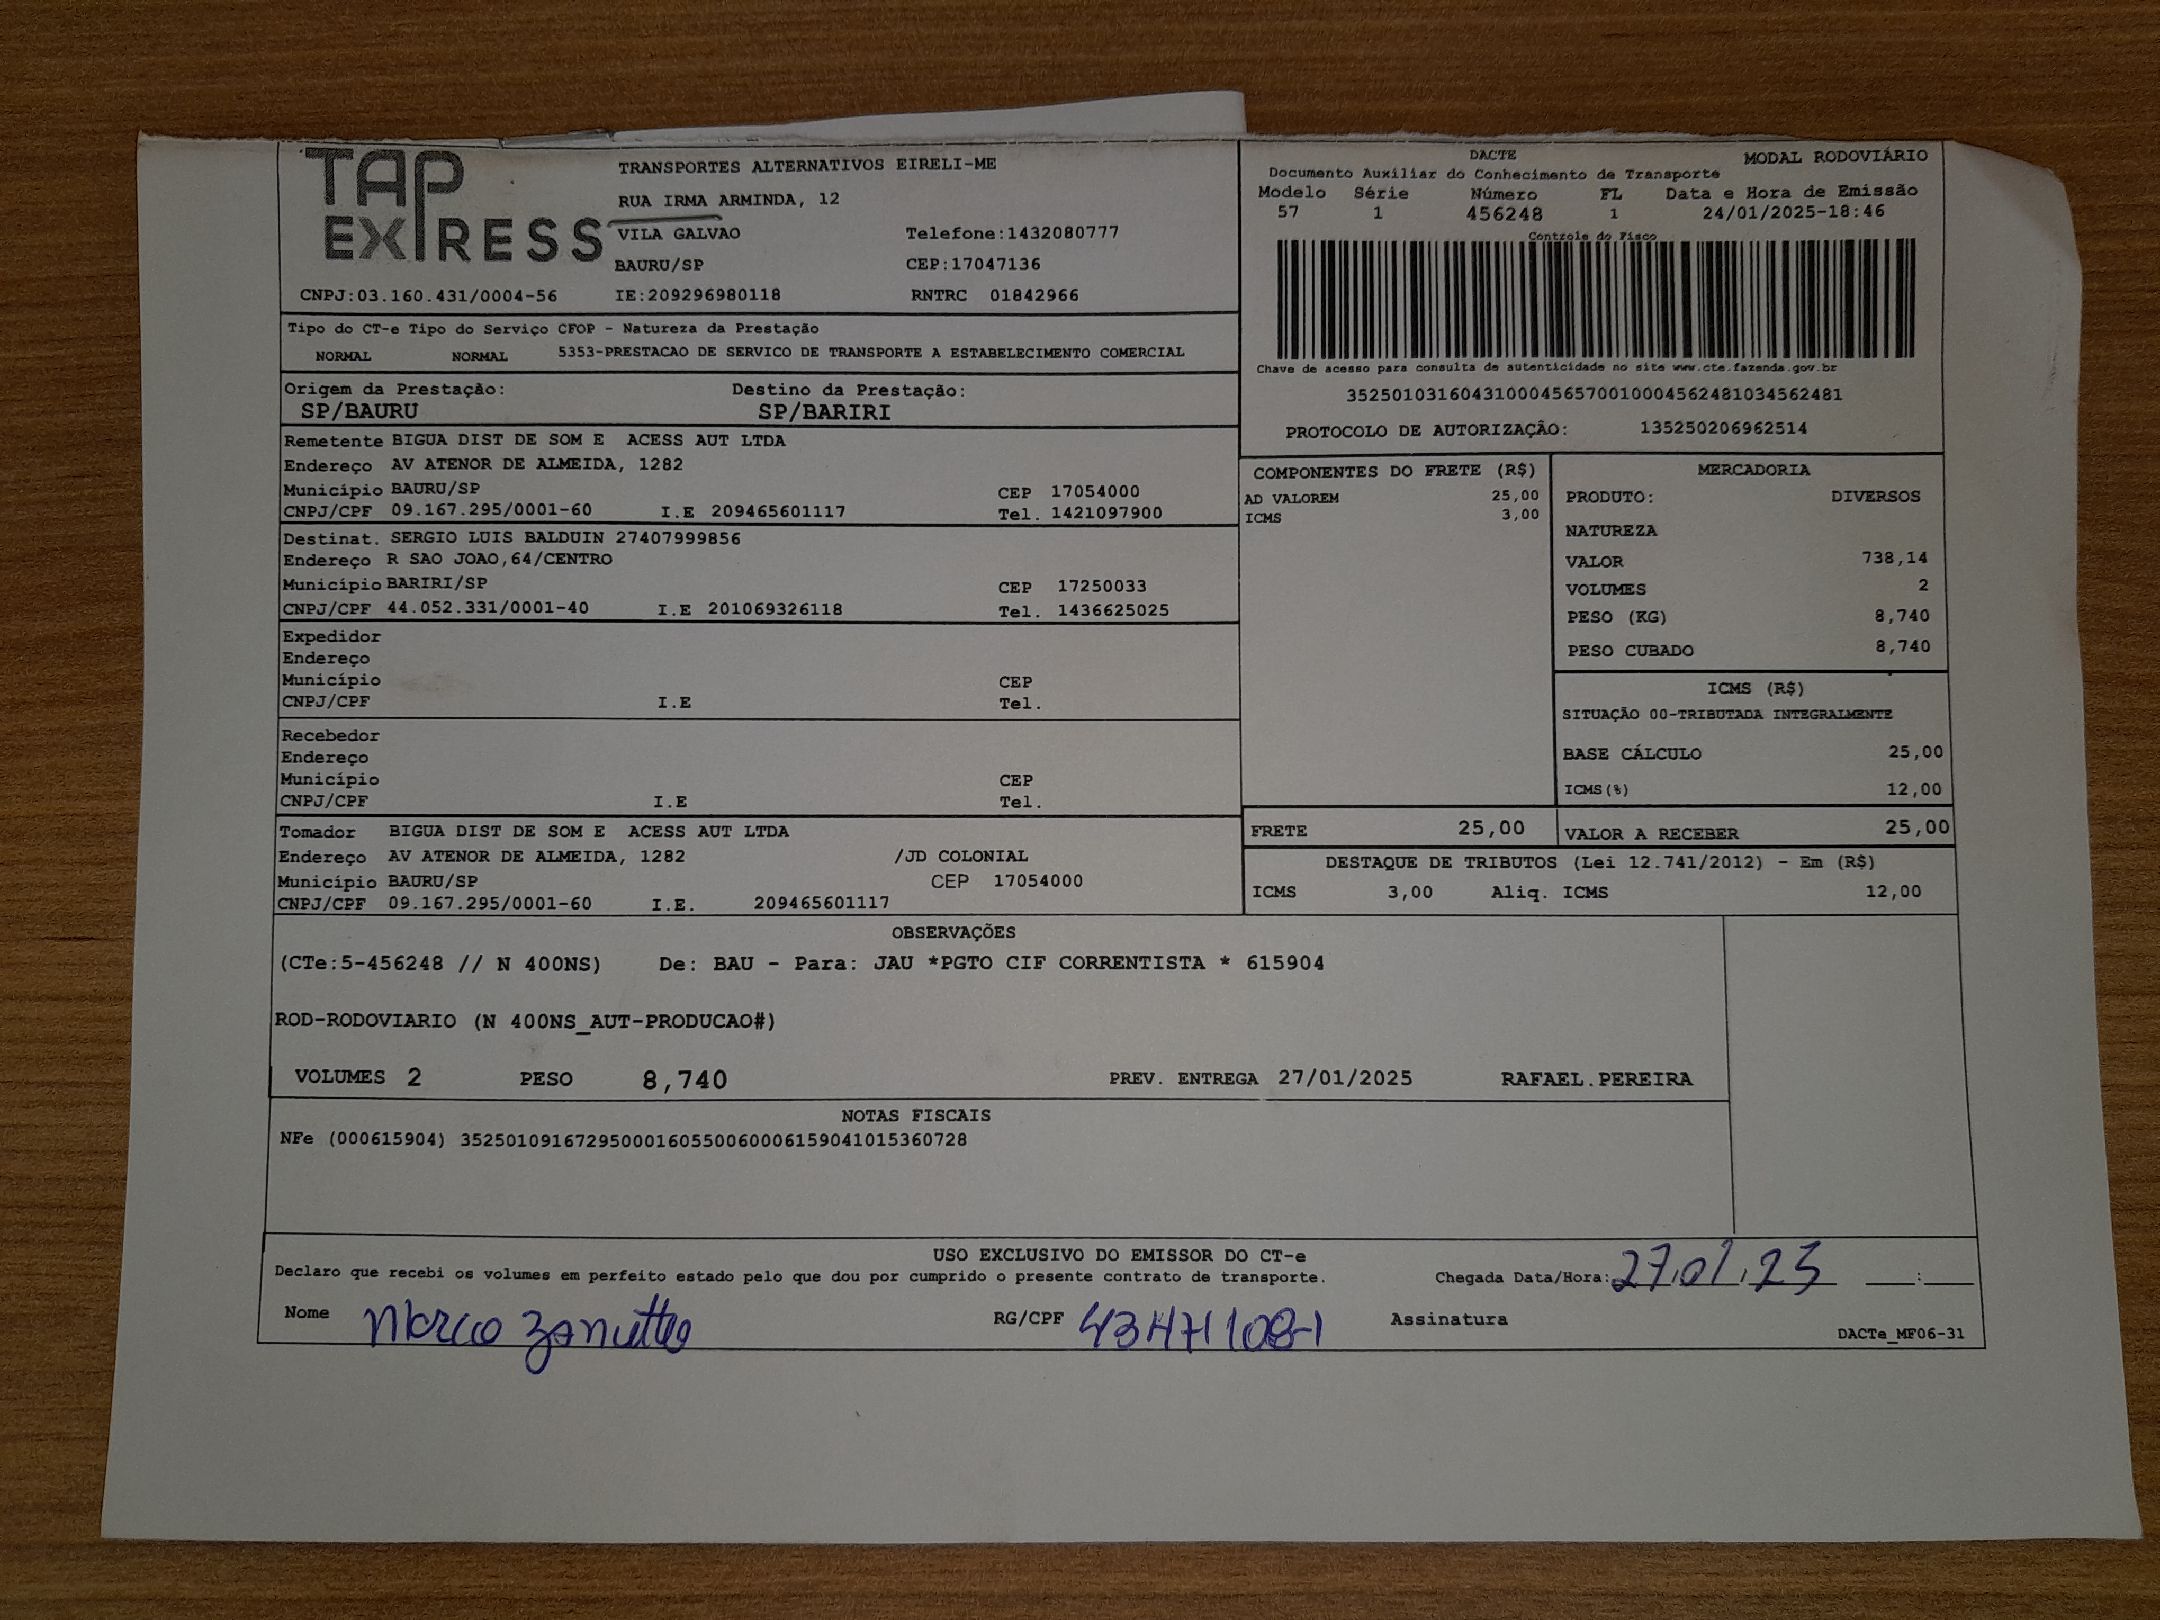 TAP
EXPRESS
TRANSPORTES ALTERNATIVOS EIRELI-ME
RUA IRMA ARMINDA, 12
VILA GALVAO Telefone:1432080777
BAURU/SP CEP:17047136
CNPJ:03.160.431/0004-56 IE:209296980118 RNTRC 01842966
Tipo do CT-e Tipo do Serviço CFOP - Natureza da Prestação
NORMAL NORMAL 5353-PRESTACAO DE SERVICO DE TRANSPORTE A ESTABELECIMENTO COMERCIAL
Origem da Prestação: Destino da Prestação:
SP/BAURU SP/BARIRI
Remetente BIGUA DIST DE SOM E ACESS AUT LTDA
Endereço AV ATENOR DE ALMEIDA, 1282
Município BAURU/SP CEP 17054000
CNPJ/CPF 09.167.295/0001-60 I.E 209465601117 Tel. 1421097900
Destinat. SERGIO LUIS BALDUIN 27407999856
Endereço R SAO JOAO,64/CENTRO
Município BARIRI/SP CEP 17250033
CNPJ/CPF 44.052.331/0001-40 I.E 201069326118 Tel. 1436625025
Expedidor
Endereço
Município CEP
CNPJ/CPF I.E Tel.
Recebedor
Endereço
Município CEP
CNPJ/CPF I.E Tel.
Tomador BIGUA DIST DE SOM E ACESS AUT LTDA
Endereço AV ATENOR DE ALMEIDA, 1282 /JD COLONIAL
Município BAURU/SP CEP 17054000
CNPJ/CPF 09.167.295/0001-60 I.E. 209465601117
DACTE MODAL RODOVIÁRIO
Documento Auxiliar do Conhecimento de Transporte
Modelo Série Número FL Data e Hora de Emissão
57 1 456248 1 24/01/2025-18:46
Controle do Fisco
Chave de acesso para consulta de autenticidade no site www.cte.fazenda.gov.br
35250103160431000456570010004562481034562481
PROTOCOLO DE AUTORIZAÇÃO: 135250206962514
COMPONENTES DO FRETE (R$)
AD VALOREM 25,00
ICMS 3,00
MERCADORIA
PRODUTO: DIVERSOS
NATUREZA
VALOR 738,14
VOLUMES 2
PESO (KG) 8,740
PESO CUBADO 8,740
ICMS (R$)
SITUAÇÃO 00-TRIBUTADA INTEGRALMENTE
BASE CÁLCULO 25,00
ICMS(%) 12,00
FRETE 25,00 VALOR A RECEBER 25,00
DESTAQUE DE TRIBUTOS (Lei 12.741/2012) - Em (R$)
ICMS 3,00 Aliq. ICMS 12,00
OBSERVAÇÕES
(CTe:5-456248 // N 400NS) De: BAU - Para: JAU *PGTO CIF CORRENTISTA * 615904
ROD-RODOVIARIO (N 400NS_AUT-PRODUCAO#)
VOLUMES 2 PESO 8,740 PREV. ENTREGA 27/01/2025 RAFAEL.PEREIRA
NOTAS FISCAIS
NFe (000615904) 35250109167295000160550060006159041015360728
USO EXCLUSIVO DO EMISSOR DO CT-e
Declaro que recebi os volumes em perfeito estado pelo que dou por cumprido o presente contrato de transporte. Chegada Data/Hora: 27.01.25 __:__
Nome Marco Zanutto RG/CPF Assinatura
DACTe_MF06-31